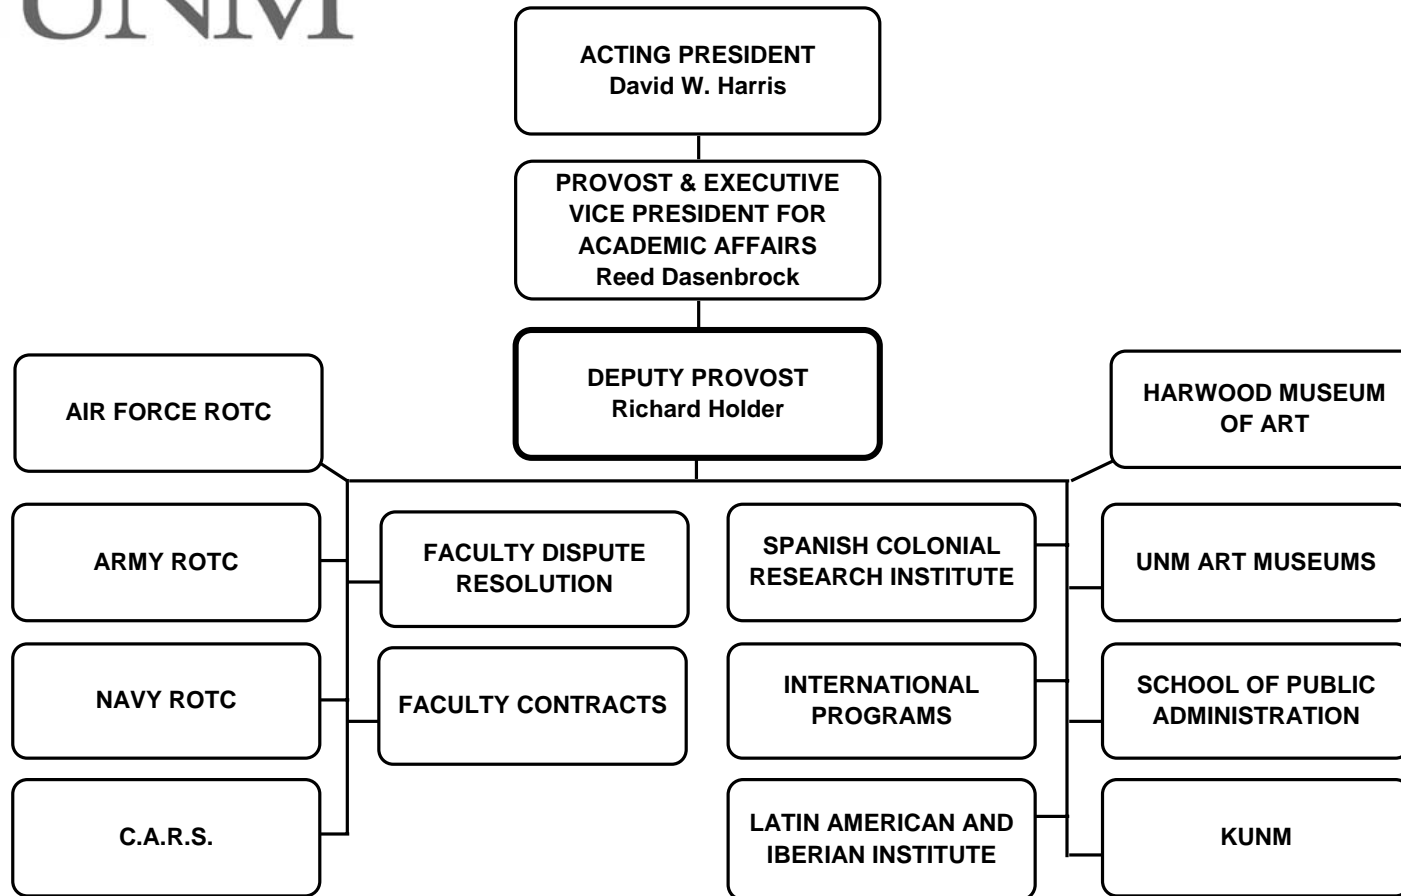 UNM
ACTING PRESIDENT
David W. Harris
PROVOST & EXECUTIVE
VICE PRESIDENT FOR
ACADEMIC AFFAIRS
Reed Dasenbrock
DEPUTY PROVOST
Richard Holder
AIR FORCE ROTC
HARWOOD MUSEUM
OF ART
ARMY ROTC
FACULTY DISPUTE
RESOLUTION
SPANISH COLONIAL
RESEARCH INSTITUTE
UNM ART MUSEUMS
NAVY ROTC
FACULTY CONTRACTS
INTERNATIONAL
PROGRAMS
SCHOOL OF PUBLIC
ADMINISTRATION
C.A.R.S.
LATIN AMERICAN AND
IBERIAN INSTITUTE
KUNM